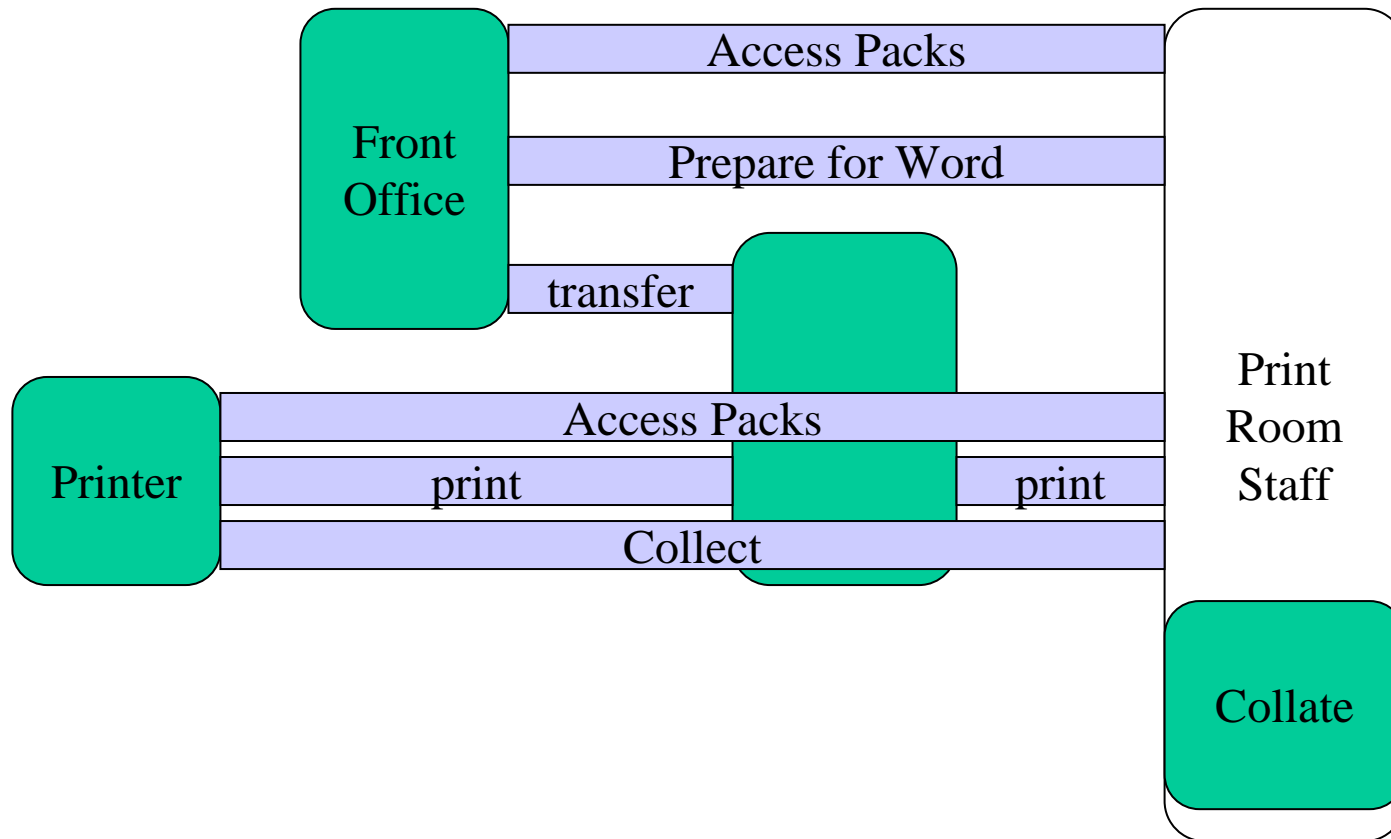 Access Packs
Front
Office
Prepare for Word
transfer
Print
Room
Staff
Access Packs
Printer
print
print
Collect
Collate